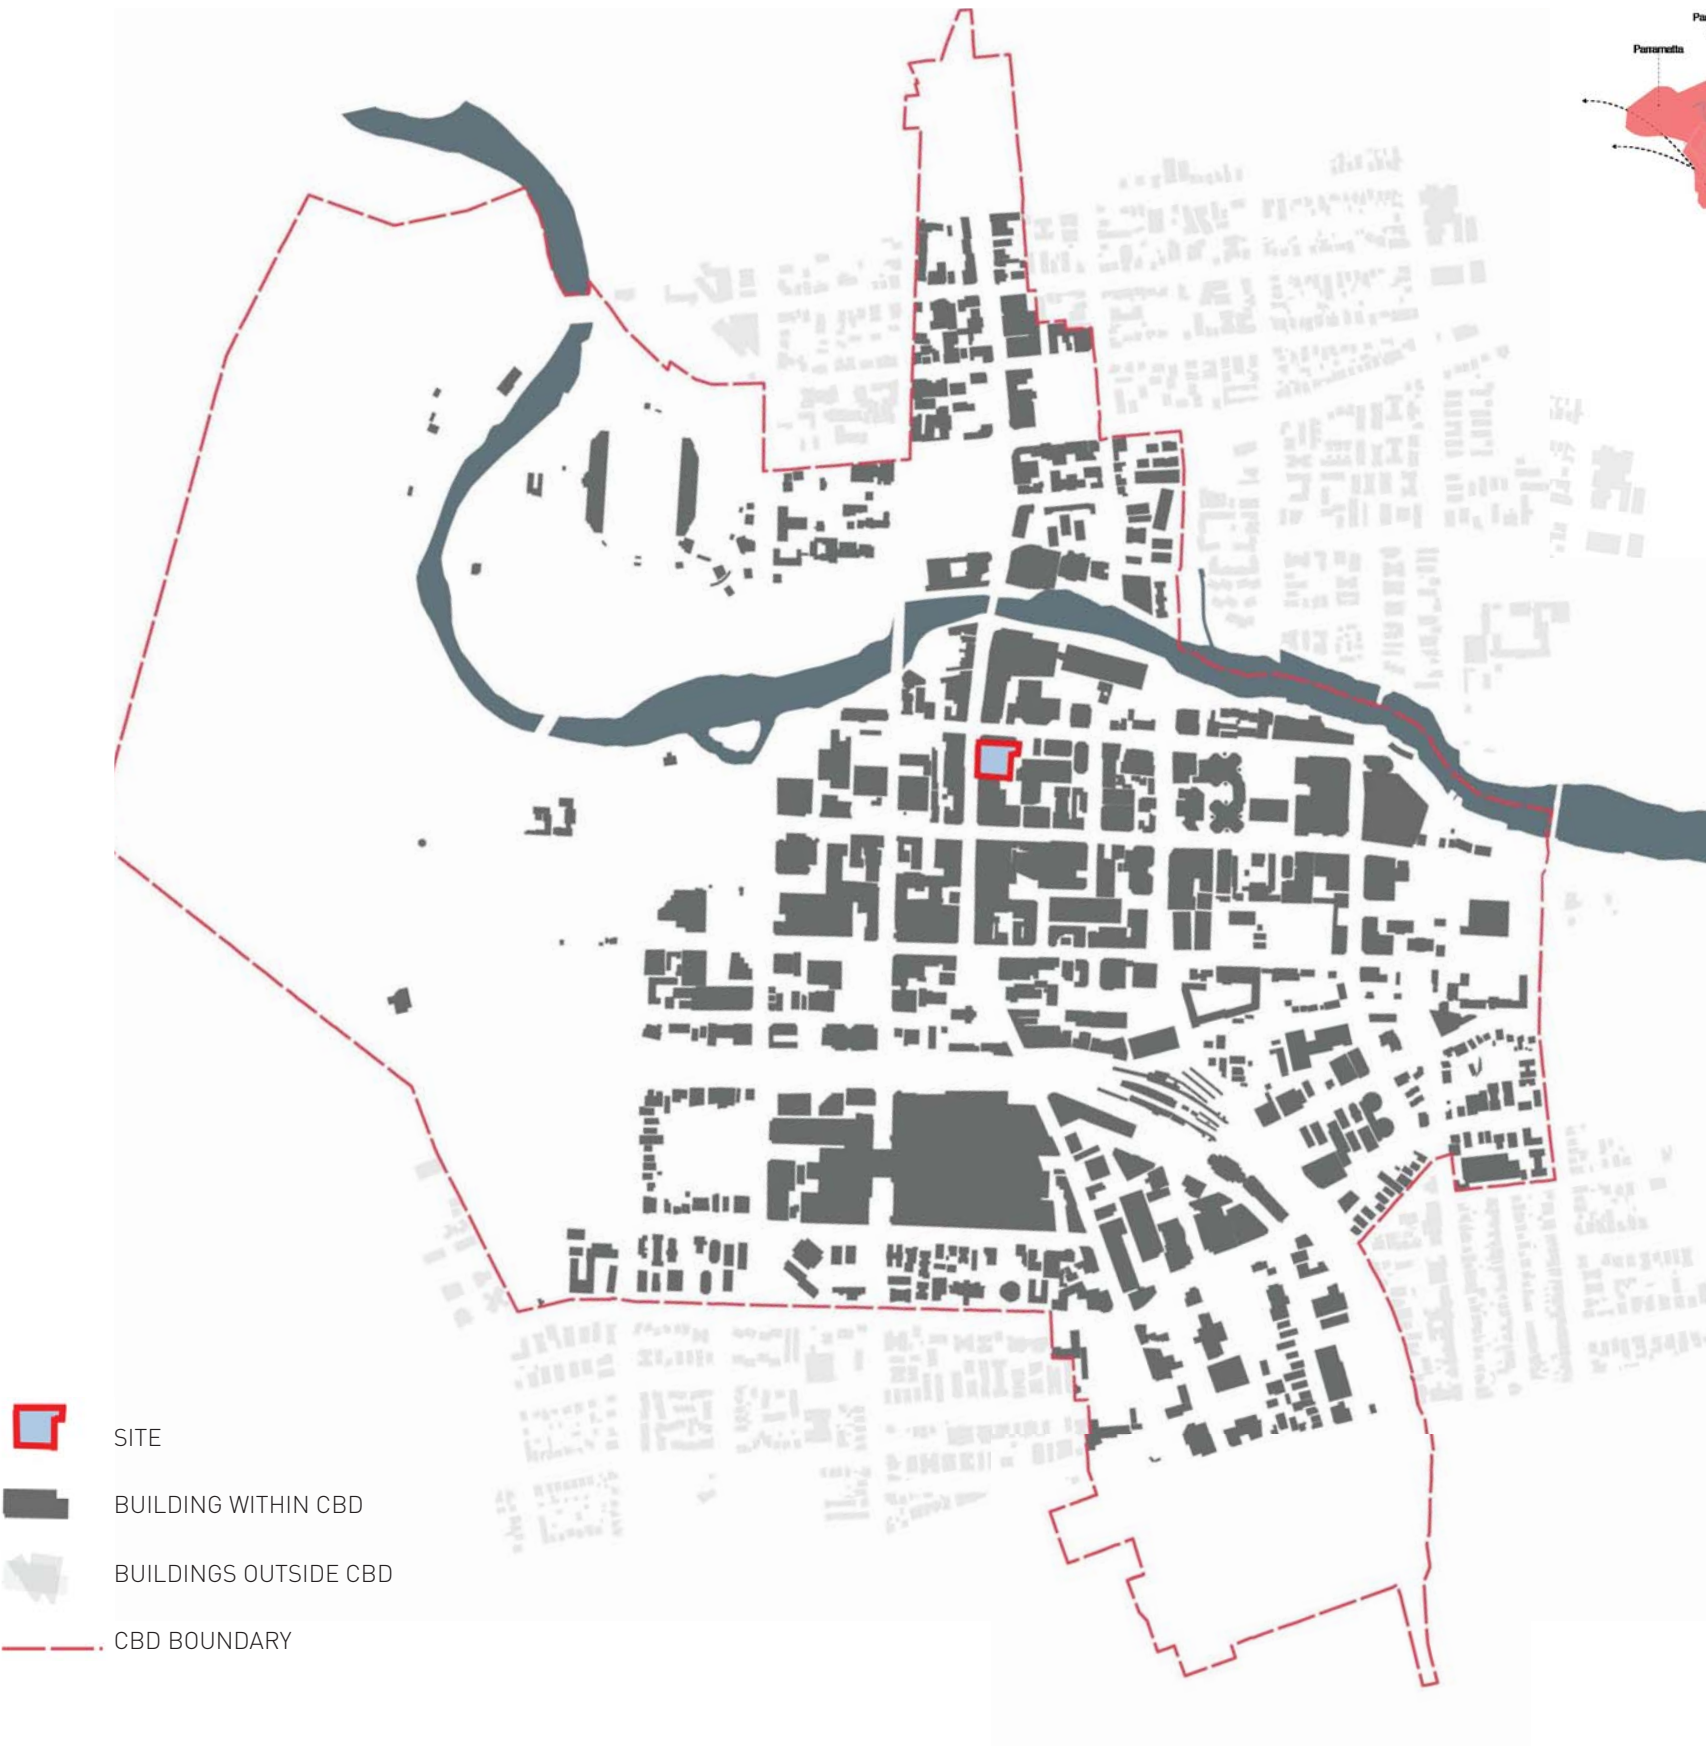 Parramatta
SITE
BUILDING WITHIN CBD
BUILDINGS OUTSIDE CBD
CBD BOUNDARY